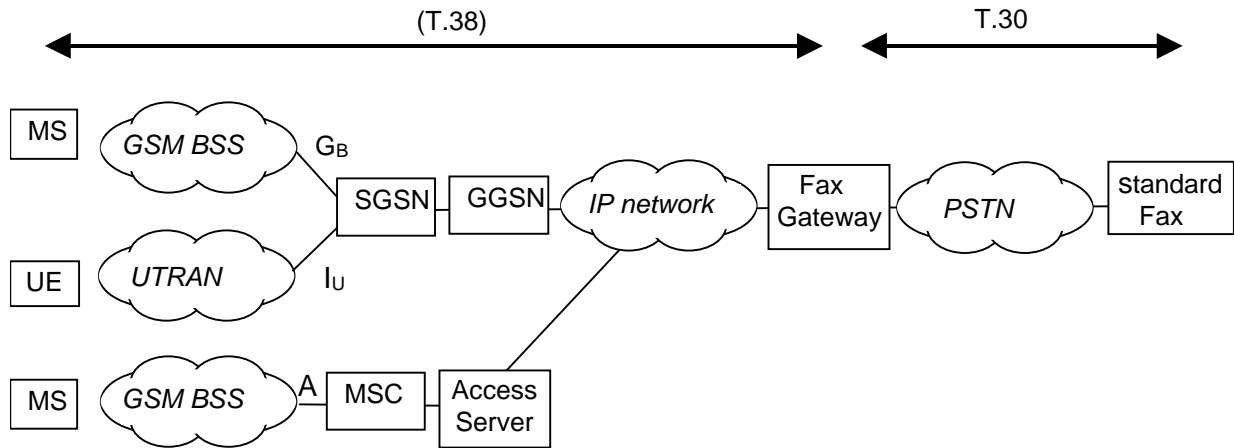 (T.38)
T.30
MS
GSM BSS
GB
SGSN
GGSN
IP network
Fax
Gateway
PSTN
standard
Fax
UE
UTRAN
IU
MS
GSM BSS
A
MSC
Access
Server